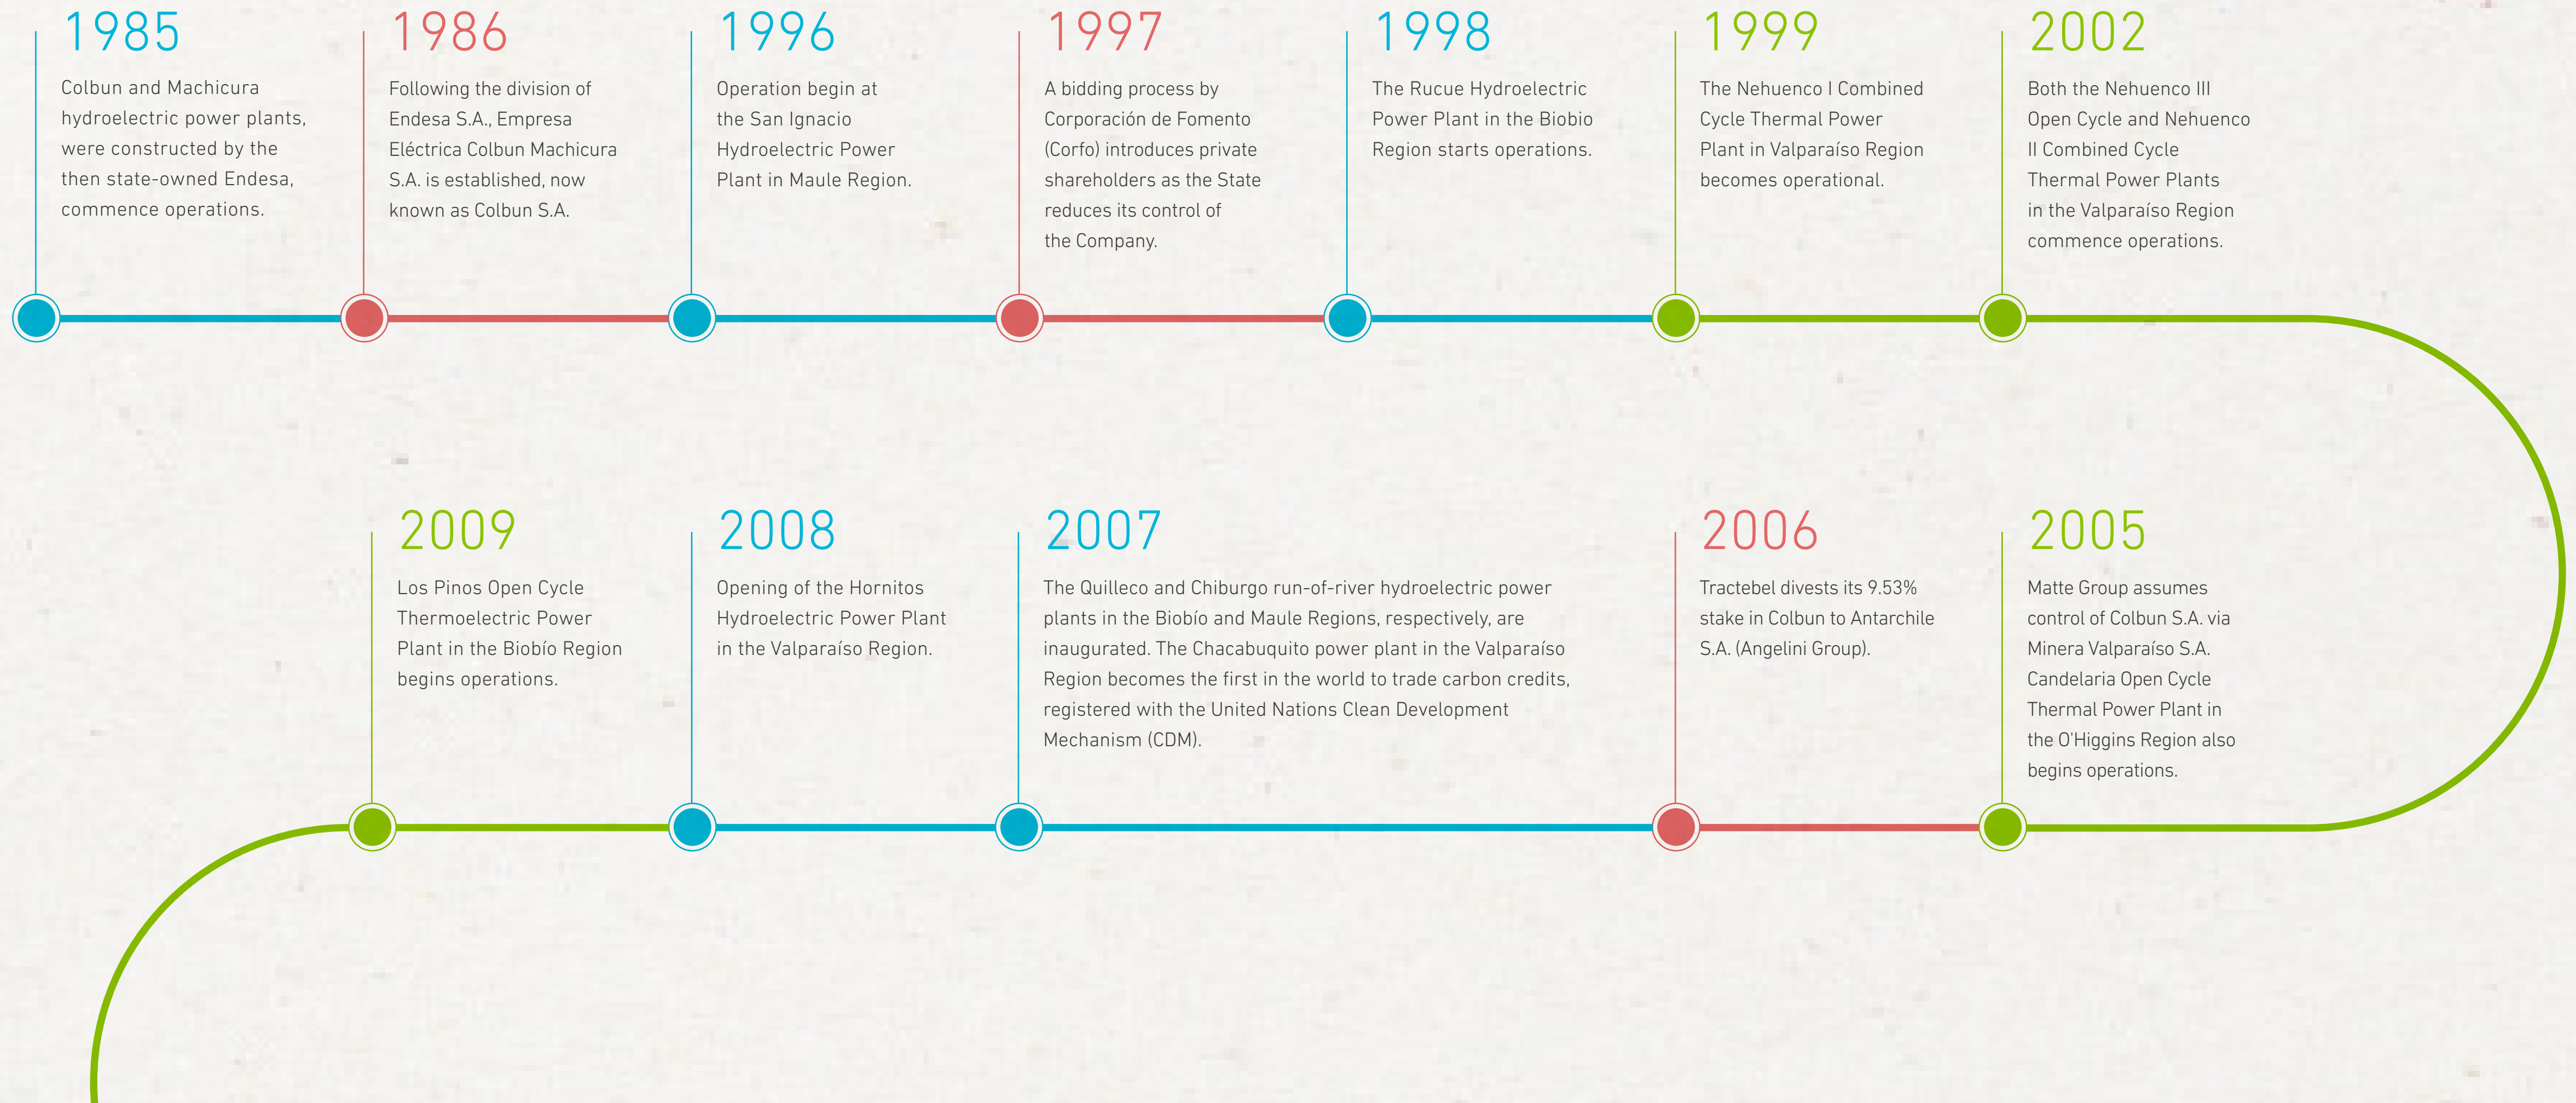 1985
Colbun and Machicura
hydroelectric power plants,
were constructed by the
then state-owned Endesa,
commence operations.
1986
Following the division of
Endesa S.A., Empresa
Eléctrica Colbun Machicura
S.A. is established, now
known as Colbun S.A.
1996
Operation begin at
the San Ignacio
Hydroelectric Power
Plant in Maule Region.
1997
A bidding process by
Corporación de Fomento
(Corfo) introduces private
shareholders as the State
reduces its control of
the Company.
1998
The Rucue Hydroelectric
Power Plant in the Biobio
Region starts operations.
1999
The Nehuenco I Combined
Cycle Thermal Power
Plant in Valparaíso Region
becomes operational.
2002
Both the Nehuenco III
Open Cycle and Nehuenco
II Combined Cycle
Thermal Power Plants
in the Valparaíso Region
commence operations.
2005
Matte Group assumes
control of Colbun S.A. via
Minera Valparaíso S.A.
Candelaria Open Cycle
Thermal Power Plant in
the O'Higgins Region also
begins operations.
2006
Tractebel divests its 9.53%
stake in Colbun to Antarchile
S.A. (Angelini Group).
2007
The Quilleco and Chiburgo run-of-river hydroelectric power
plants in the Biobío and Maule Regions, respectively, are
inaugurated. The Chacabuquito power plant in the Valparaíso
Region becomes the first in the world to trade carbon credits,
registered with the United Nations Clean Development
Mechanism (CDM).
2008
Opening of the Hornitos
Hydroelectric Power Plant
in the Valparaíso Region.
2009
Los Pinos Open Cycle
Thermoelectric Power
Plant in the Biobío Region
begins operations.